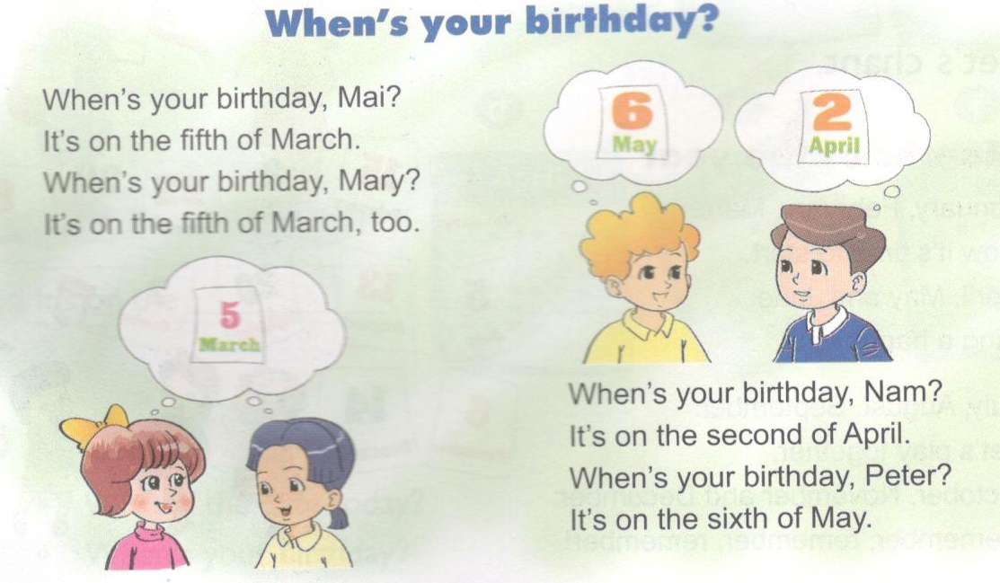 When's your birthday?
When's your birthday, Mai?
It's on the fifth of March.
When's your birthday, Mary?
It's on the fifth of March, too.
5
March
6
May
2
April
When's your birthday, Nam?
It's on the second of April.
When's your birthday, Peter?
It's on the sixth of May.